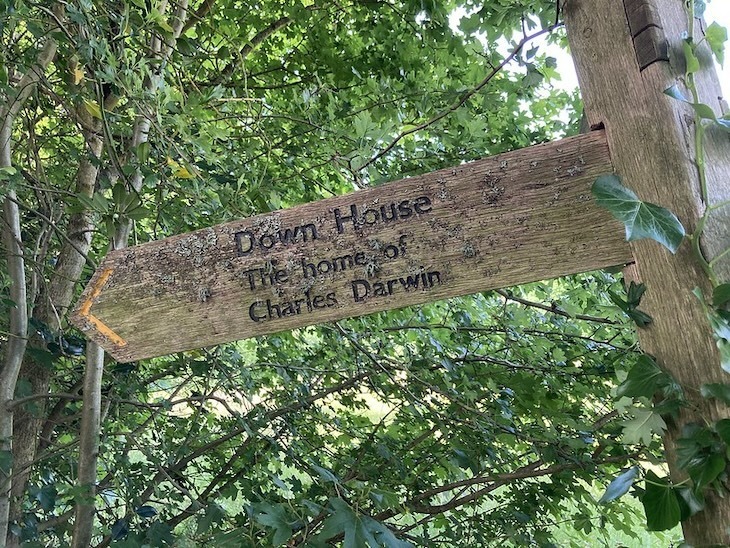 Down House
The home of
Charles Darwin